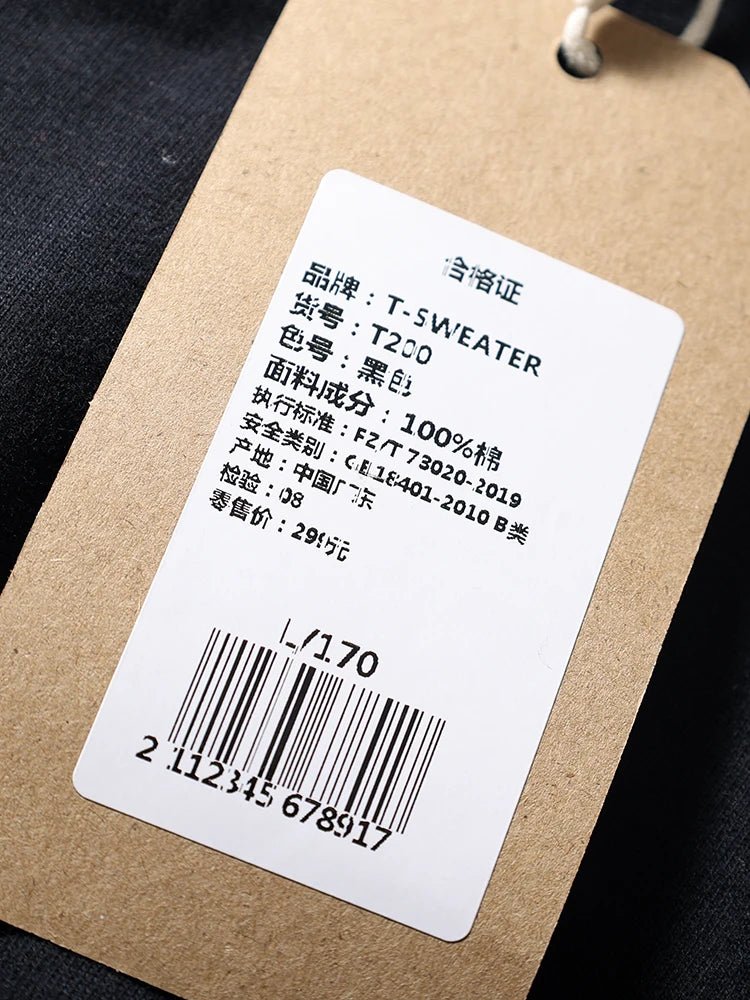 合格证
品牌：T-SWEATER
货号：T200
色号：黑色
面料成分：100%棉
执行标准：FZ/T 73020-2019
安全类别：GB 18401-2010 B类
产地：中国广东
检验：08
零售价：299元
L/170
2 112345 678917